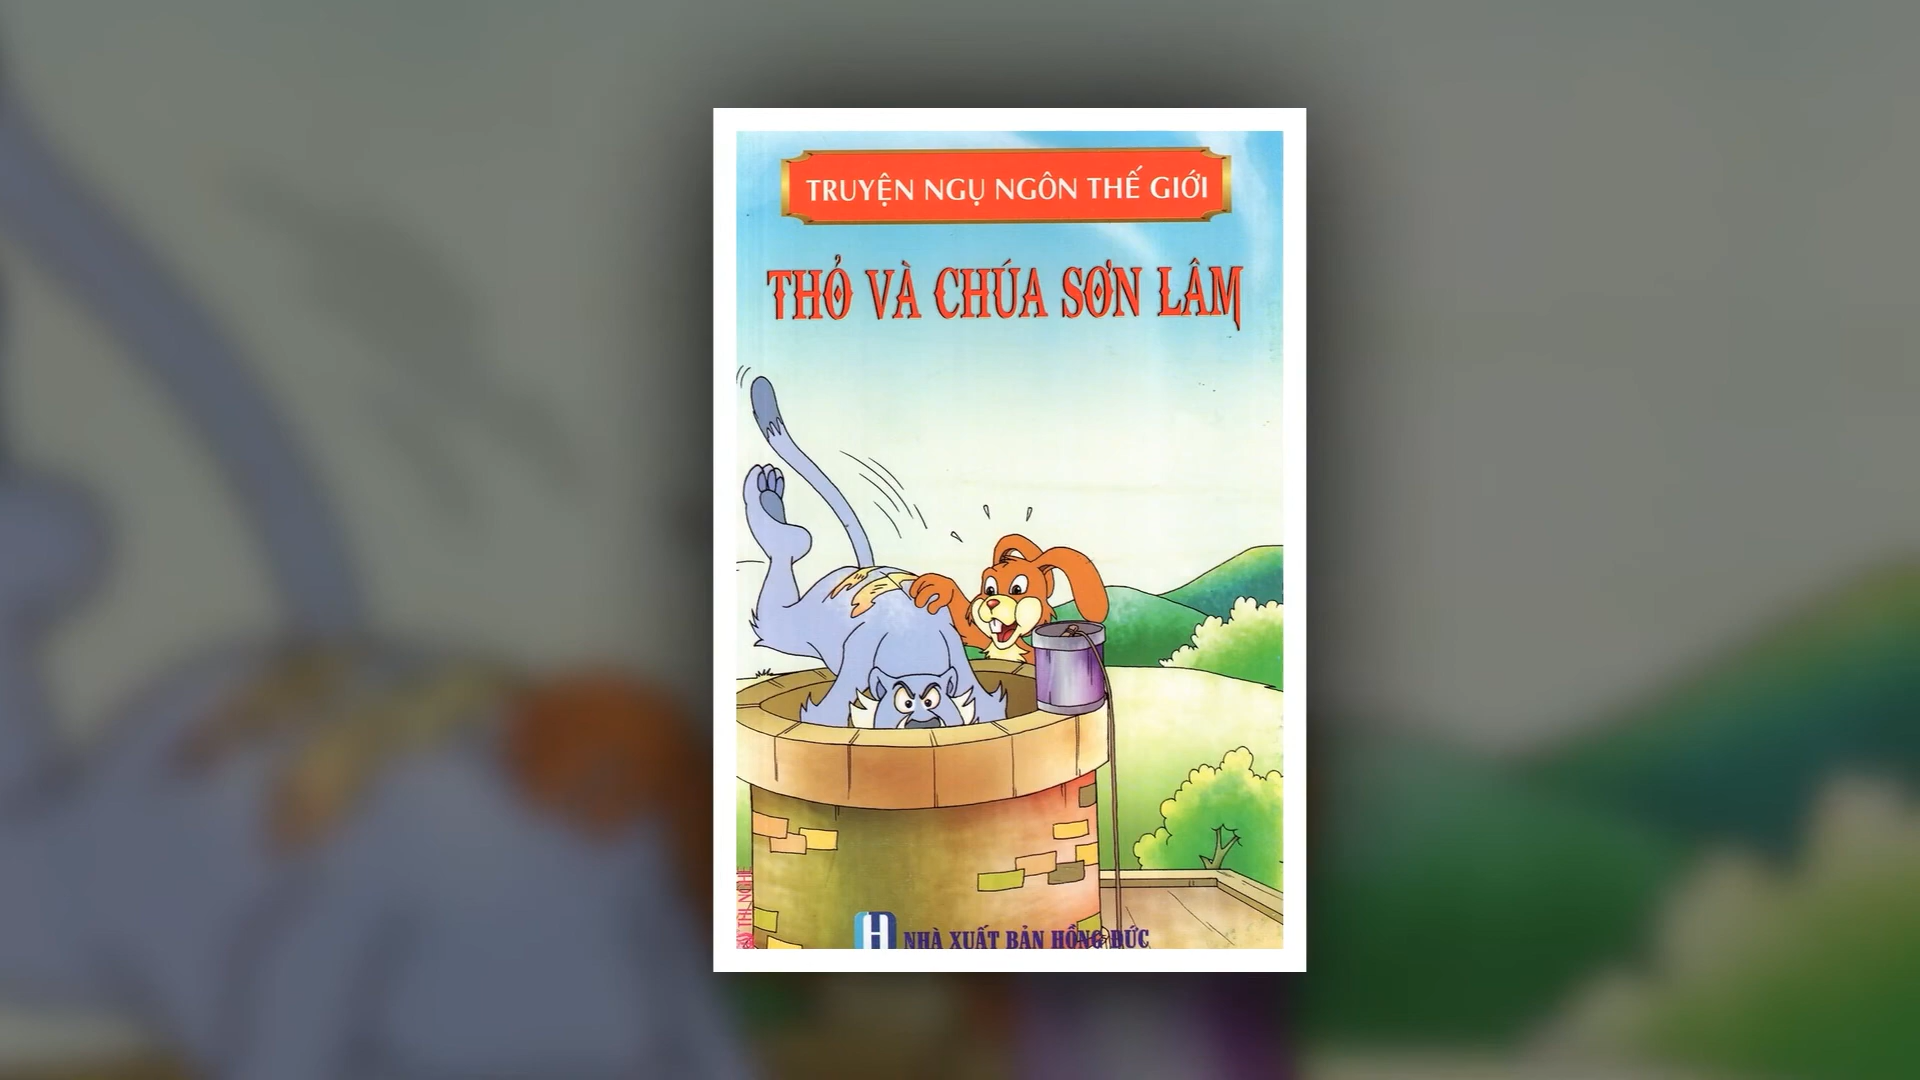 TRUYỆN NGỤ NGÔN THẾ GIỚI
THỎ VÀ CHÚA SƠN LÂM
NHÀ XUẤT BẢN HỒNG ĐỨC